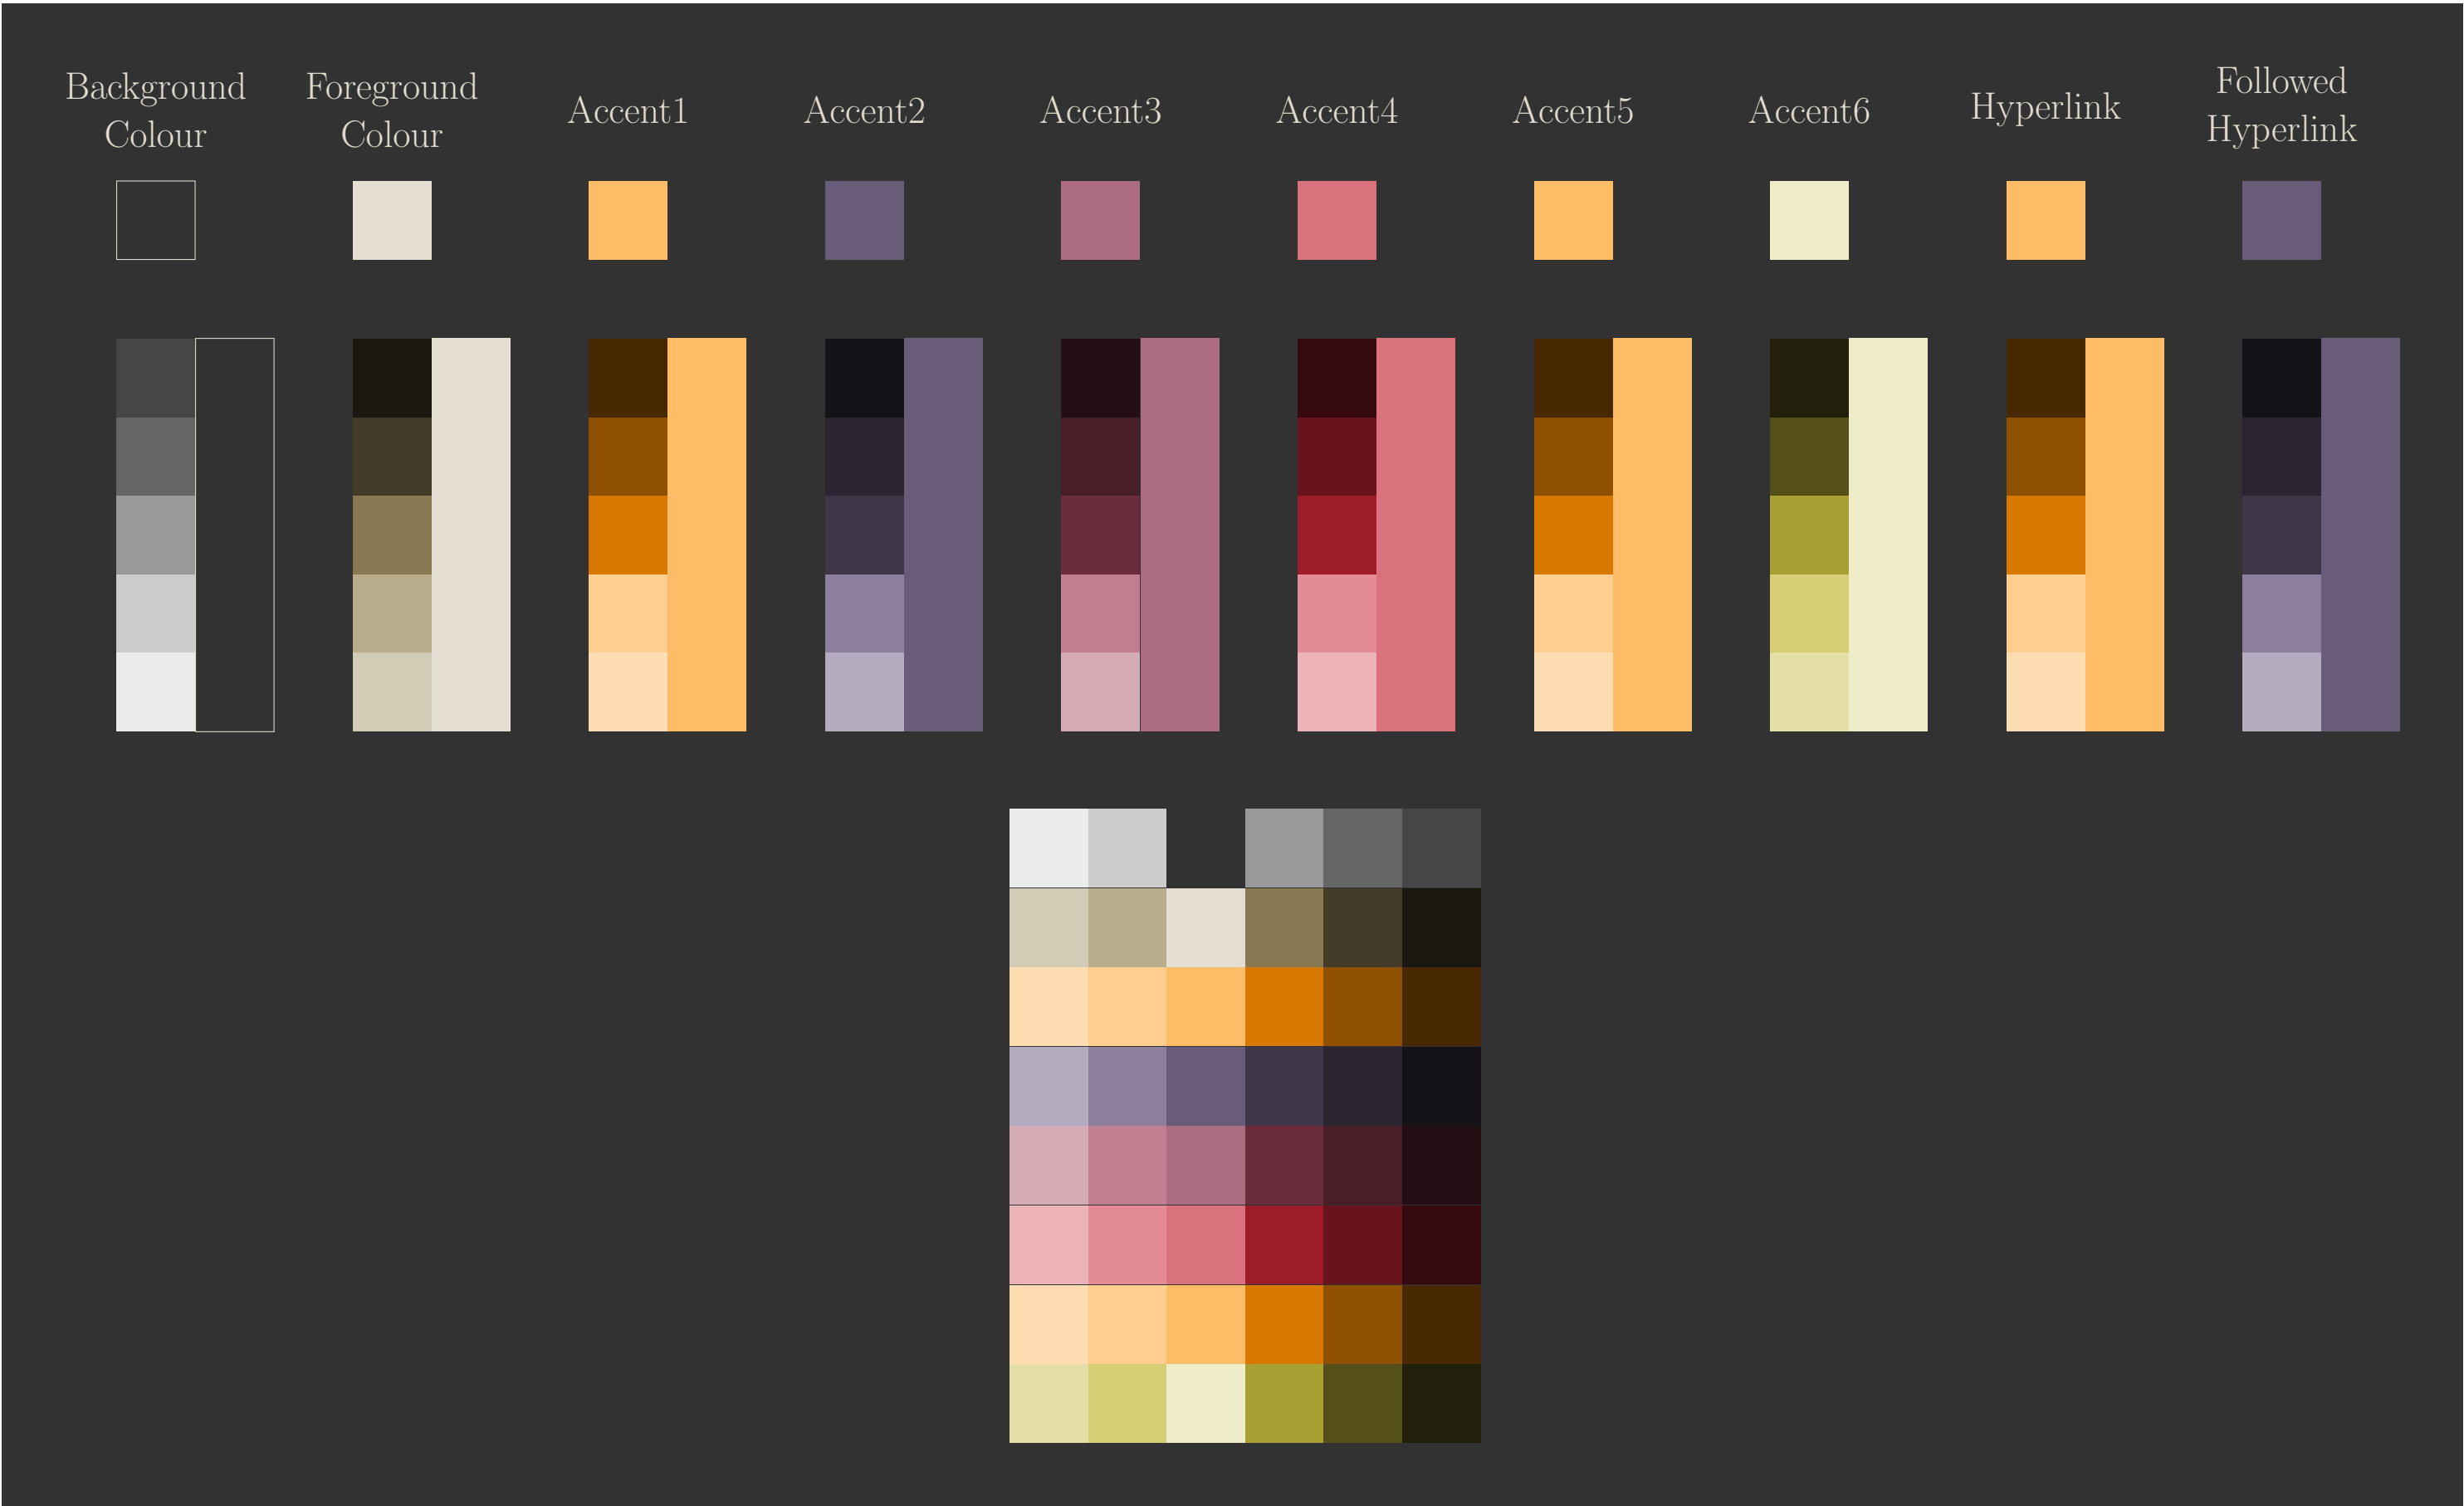 Background
Colour
Foreground
Colour
Accent1
Accent2
Accent3
Accent4
Accent5
Accent6
Hyperlink
Followed
Hyperlink